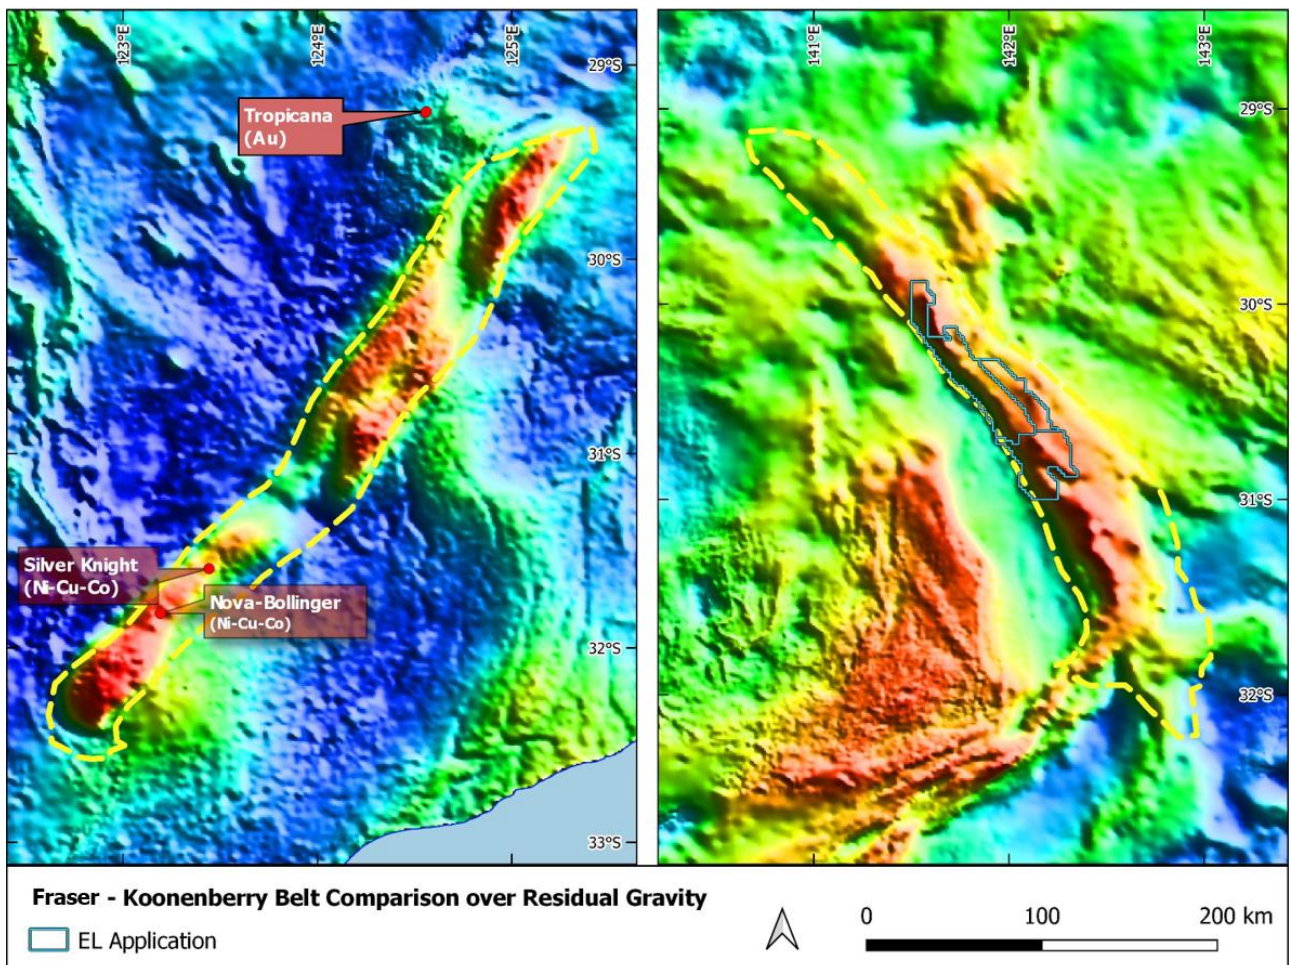 123°E
124°E
125°E
29°S
Tropicana
(Au)
30°S
31°S
Silver Knight
(Ni-Cu-Co)
Nova-Bollinger
(Ni-Cu-Co)
32°S
33°S
141°E
142°E
143°E
29°S
30°S
31°S
32°S
Fraser - Koonenberry Belt Comparison over Residual Gravity
EL Application
0
100
200 km